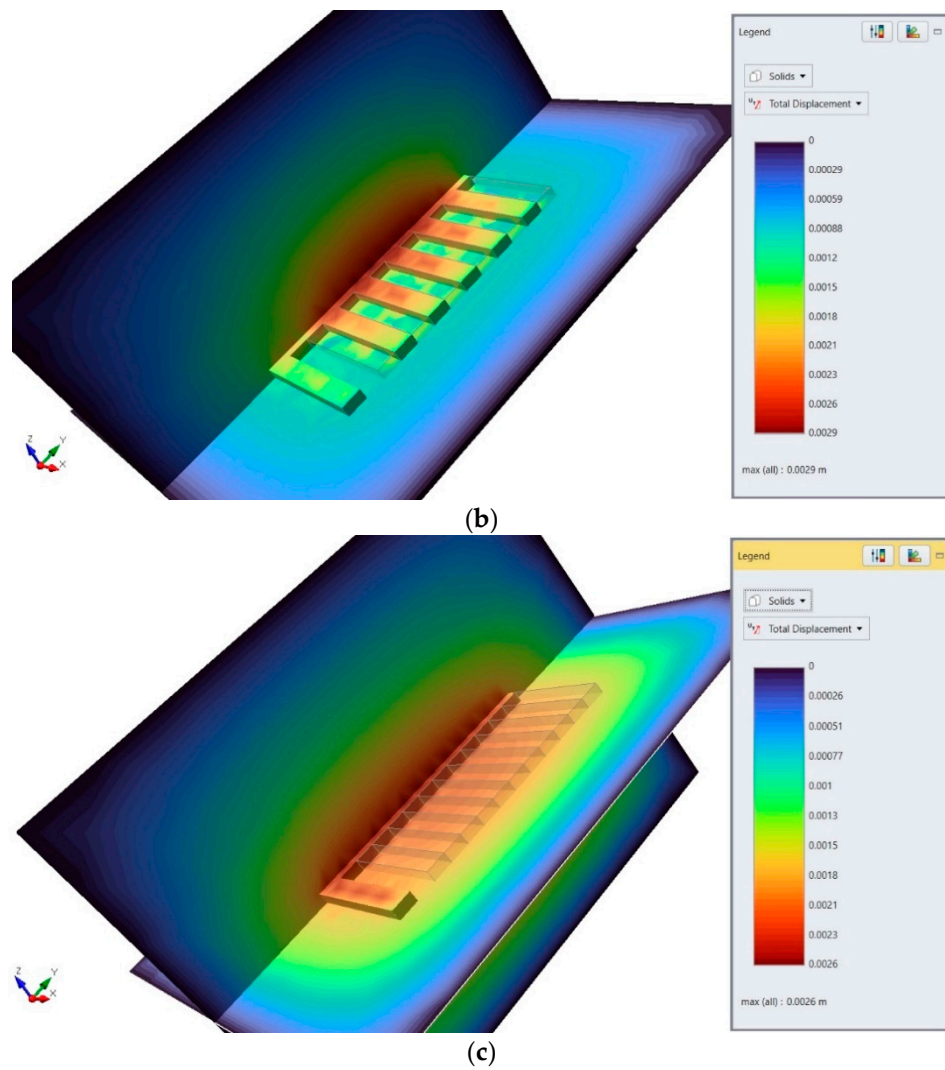 Legend
Solids
Total Displacement
0
0.00029
0.00059
0.00088
0.0012
0.0015
0.0018
0.0021
0.0023
0.0026
0.0029
max (all) : 0.0029 m
Z Y X
(b)
Legend
Solids
Total Displacement
0
0.00026
0.00051
0.00077
0.001
0.0013
0.0015
0.0018
0.0021
0.0023
0.0026
max (all) : 0.0026 m
Z Y X
(c)